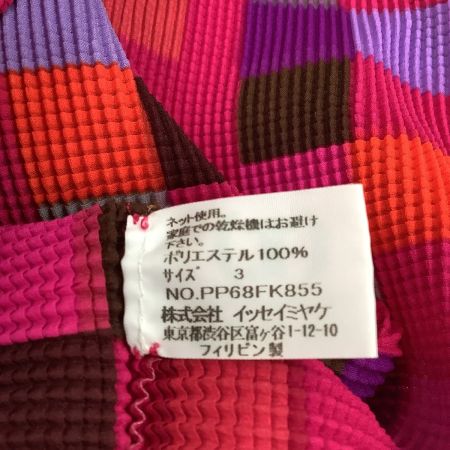 ネット使用。
家庭での乾燥機はお避け
下さい。
ポリエステル100%
サイズ 3
NO.PP68FK855
株式会社 イッセイミヤケ
東京都渋谷区富ヶ谷1-12-10
フィリピン製